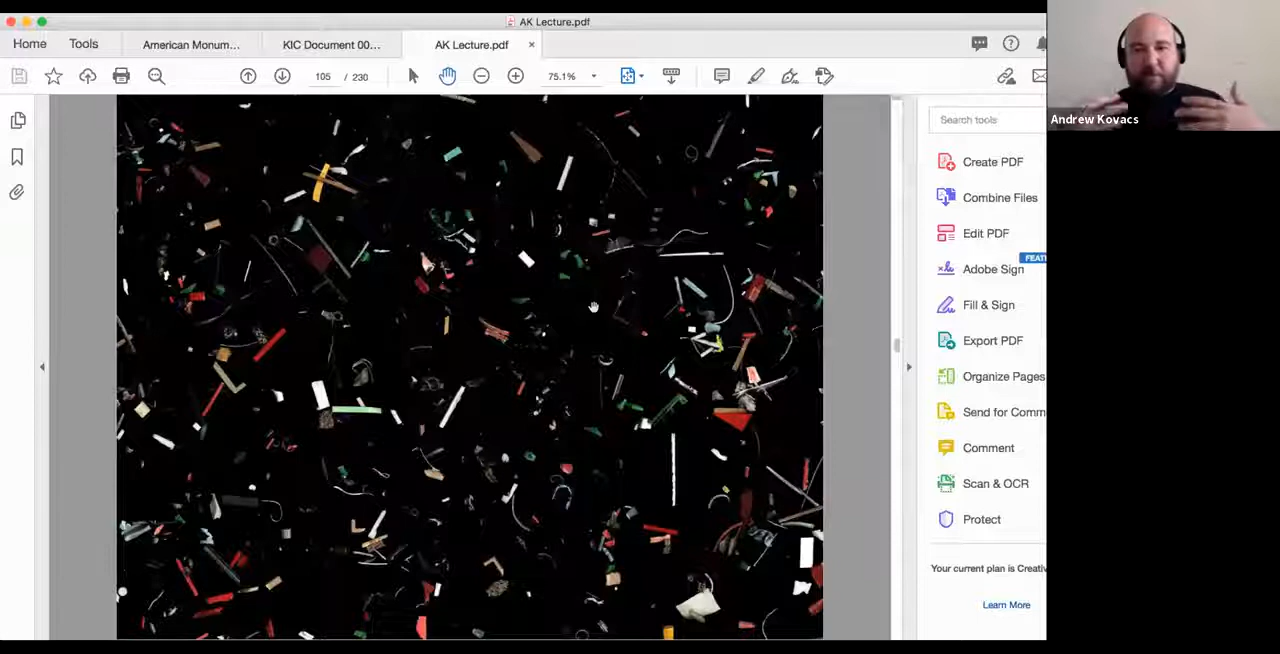 AK Lecture.pdf
Home Tools American Monum... KIC Document 00... AK Lecture.pdf ×
105 / 230 75.1%
Search tools
Create PDF
Combine Files
Edit PDF
FEAT
Adobe Sign
Fill & Sign
Export PDF
Organize Pages
Send for Comm
Comment
Scan & OCR
Protect
Your current plan is Creativ
Learn More
Andrew Kovacs